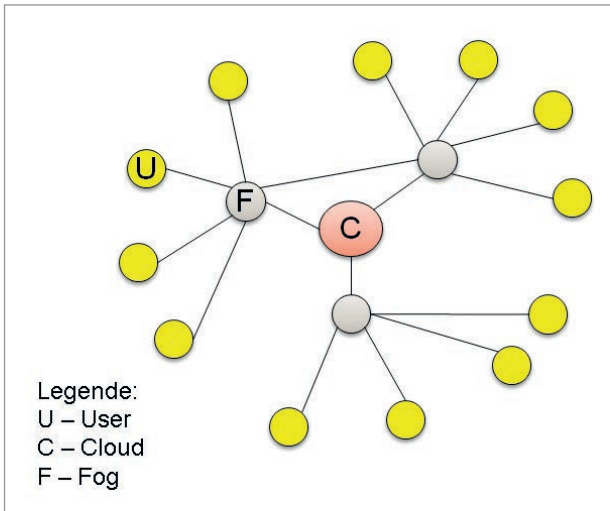 U
F
C
Legende:
U – User
C – Cloud
F – Fog